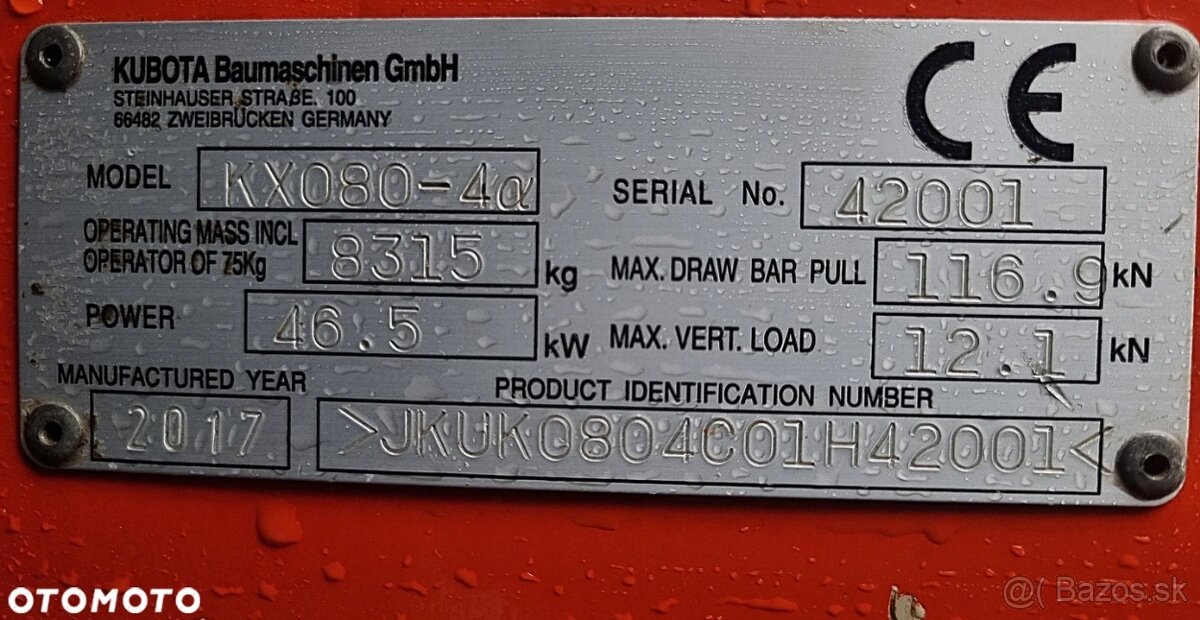 KUBOTA Baumaschinen GmbH
STEINHAUSER STRAßE. 100
66482 ZWEIBRÜCKEN GERMANY
CE
MODEL KX080-4α
SERIAL No. 42001
OPERATING MASS INCL
OPERATOR OF 75Kg 8315 kg
MAX. DRAW BAR PULL 116.9 kN
POWER 46.5 kW
MAX. VERT. LOAD 12.1 kN
MANUFACTURED YEAR
2017
PRODUCT IDENTIFICATION NUMBER
>JKUK0804C01H42001<
OTOMOTO
@( Bazos.sk